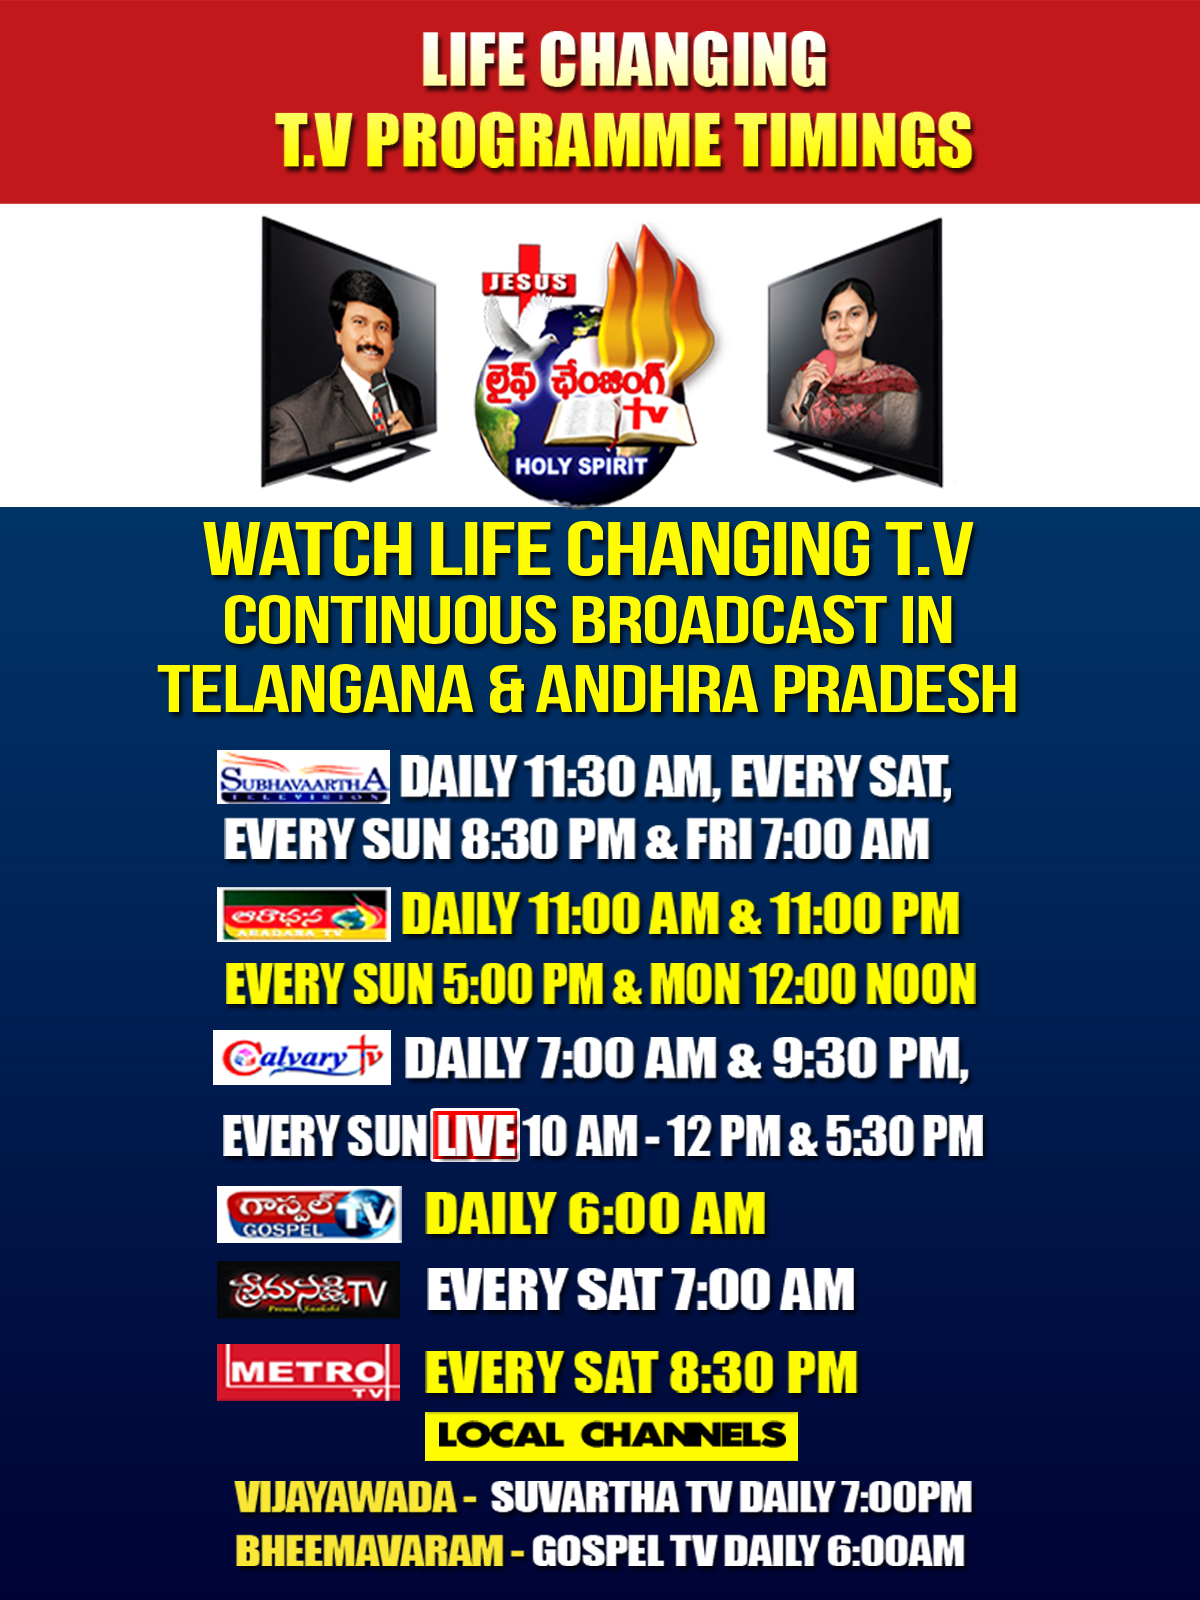 LIFE CHANGING
T.V PROGRAMME TIMINGS
JESUS
లైఫ్ ఛేంజింగ్
tv
HOLY SPIRIT
WATCH LIFE CHANGING T.V
CONTINUOUS BROADCAST IN
TELANGANA & ANDHRA PRADESH
SUBHAVAARTHA
TELEVISION
DAILY 11:30 AM, EVERY SAT,
EVERY SUN 8:30 PM & FRI 7:00 AM
ఆరాధన
ARADANA TV
DAILY 11:00 AM & 11:00 PM
EVERY SUN 5:00 PM & MON 12:00 NOON
Calvary tv DAILY 7:00 AM & 9:30 PM,
EVERY SUN LIVE 10 AM - 12 PM & 5:30 PM
గాస్పల్ TV
GOSPEL
DAILY 6:00 AM
TV
EVERY SAT 7:00 AM
METRO
TV
EVERY SAT 8:30 PM
LOCAL CHANNELS
VIJAYAWADA - SUVARTHA TV DAILY 7:00PM
BHEEMAVARAM - GOSPEL TV DAILY 6:00AM